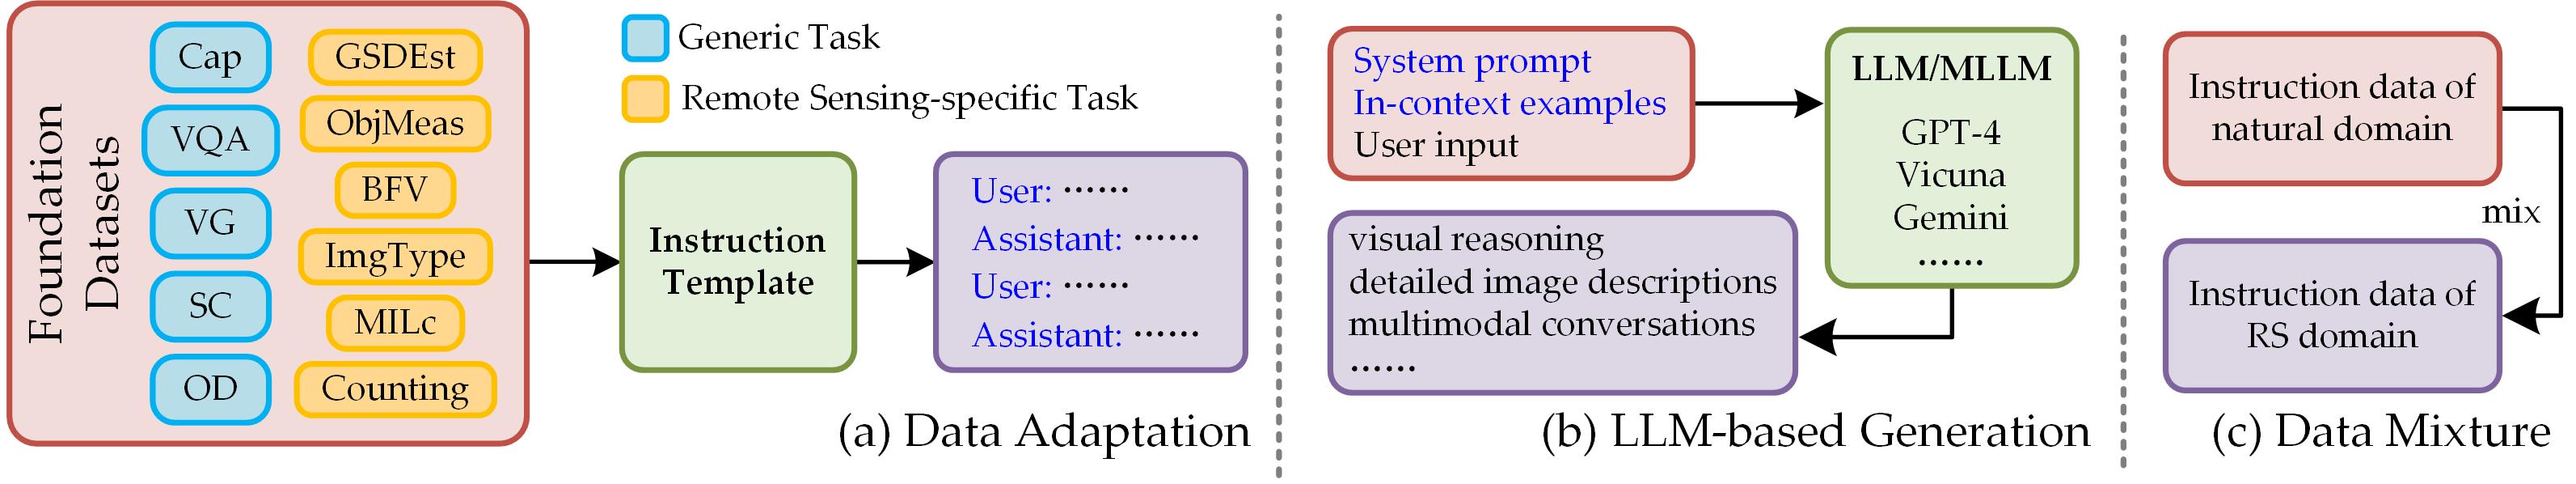 Foundation
Datasets
Cap
VQA
VG
SC
OD
GSDEst
ObjMeas
BFV
ImgType
MILc
Counting
Generic Task
Remote Sensing-specific Task
Instruction
Template
User: ······
Assistant: ······
User: ······
Assistant: ······
(a) Data Adaptation
System prompt
In-context examples
User input
LLM/MLLM
GPT-4
Vicuna
Gemini
······
visual reasoning
detailed image descriptions
multimodal conversations
······
(b) LLM-based Generation
Instruction data of
natural domain
mix
Instruction data of
RS domain
(c) Data Mixture